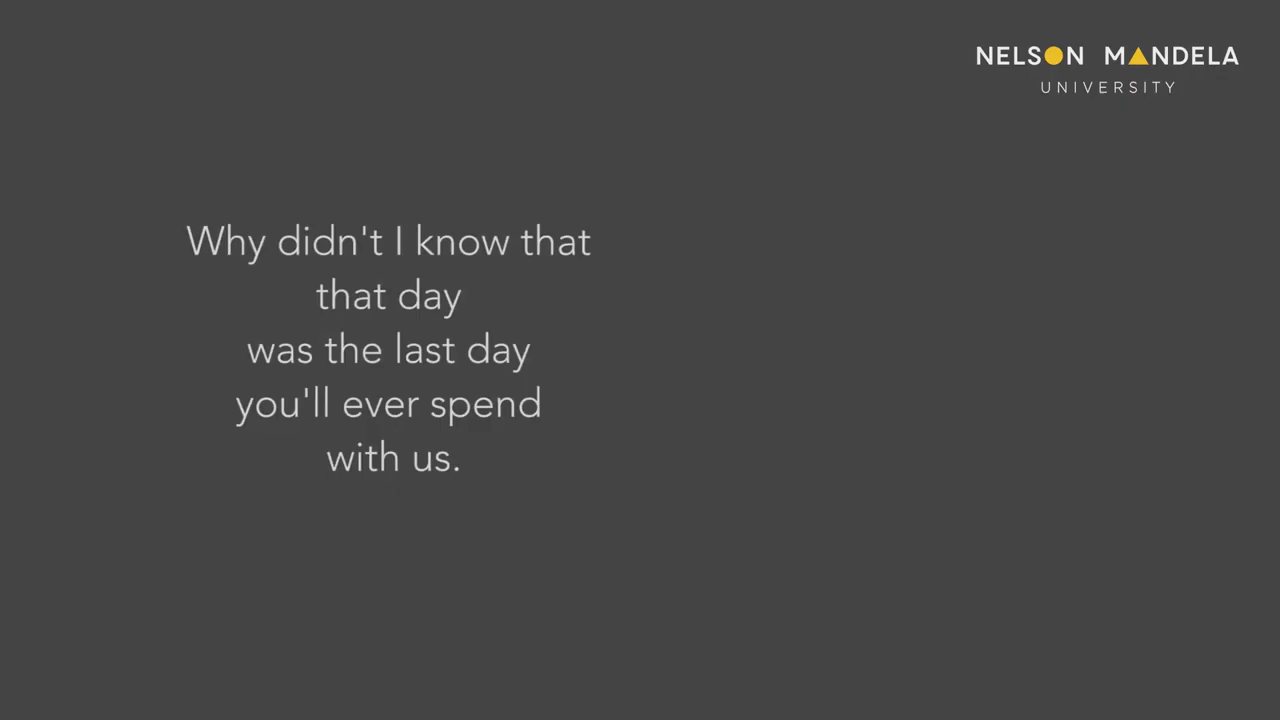 NELSON MANDELA
UNIVERSITY
Why didn't I know that
that day
was the last day
you'll ever spend
with us.